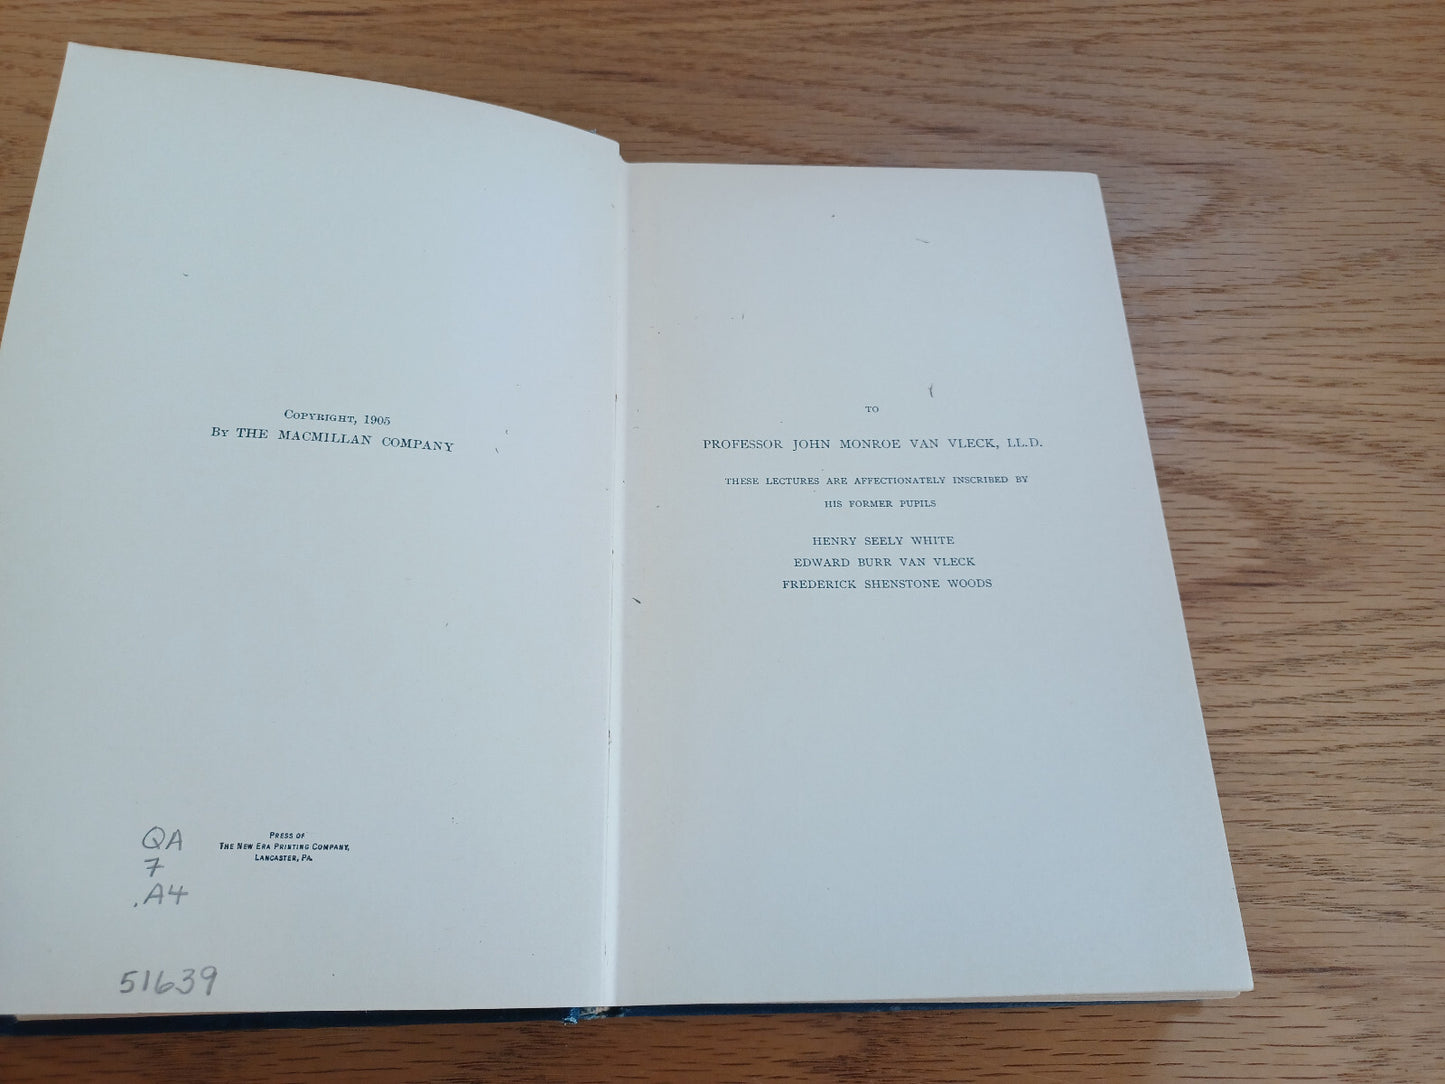 Copyright, 1905
By THE MACMILLAN COMPANY
Press of
The New Era Printing Company,
Lancaster, Pa.
QA
7
.A4
51639
TO
PROFESSOR JOHN MONROE VAN VLECK, LL.D.
THESE LECTURES ARE AFFECTIONATELY INSCRIBED BY
HIS FORMER PUPILS
HENRY SEELY WHITE
EDWARD BURR VAN VLECK
FREDERICK SHENSTONE WOODS